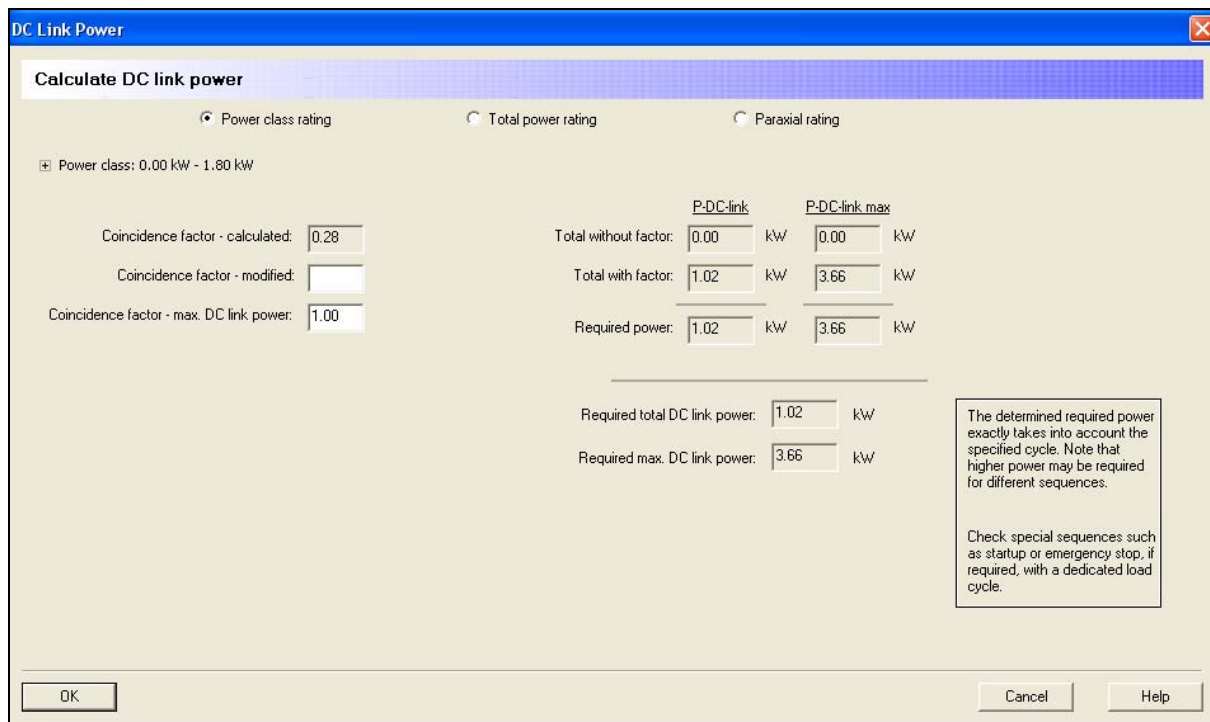 DC Link Power
Calculate DC link power
Power class rating Total power rating Paraxial rating
Power class: 0.00 kW - 1.80 kW
P-DC-link P-DC-link max
Coincidence factor - calculated: 0.28 Total without factor: 0.00 kW 0.00 kW
Coincidence factor - modified: Total with factor: 1.02 kW 3.66 kW
Coincidence factor - max. DC link power: 1.00 Required power: 1.02 kW 3.66 kW
Required total DC link power: 1.02 kW
Required max. DC link power: 3.66 kW
The determined required power
exactly takes into account the
specified cycle. Note that
higher power may be required
for different sequences.
Check special sequences such
as startup or emergency stop, if
required, with a dedicated load
cycle.
OK Cancel Help